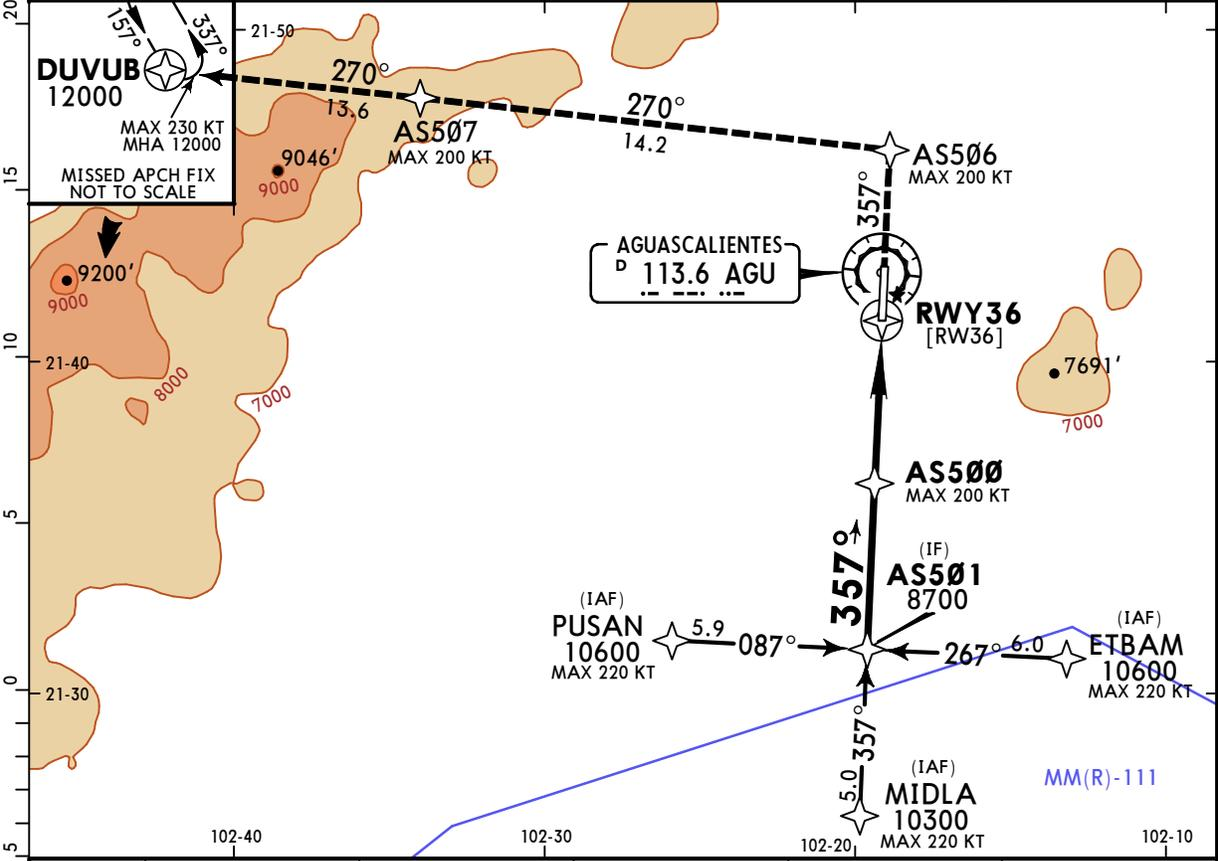 20
157°
337°
21-50
DUVUB
12000
MAX 230 KT
MHA 12000
MISSED APCH FIX
NOT TO SCALE
270°
13.6
AS5Ø7
MAX 200 KT
270°
14.2
AS5Ø6
MAX 200 KT
9046'
9000
15
357°
AGUASCALIENTES
D 113.6 AGU
9200'
9000
RWY36
[RW36]
10
21-40
8000
7000
7691'
7000
AS5ØØ
MAX 200 KT
5
357°
(IF)
AS5Ø1
8700
(IAF)
PUSAN
10600
MAX 220 KT
5.9
087°
267°
6.0
(IAF)
ETBAM
10600
MAX 220 KT
0
21-30
357°
5.0
(IAF)
MIDLA
10300
MAX 220 KT
MM(R)-111
5
102-40
102-30
102-20
102-10